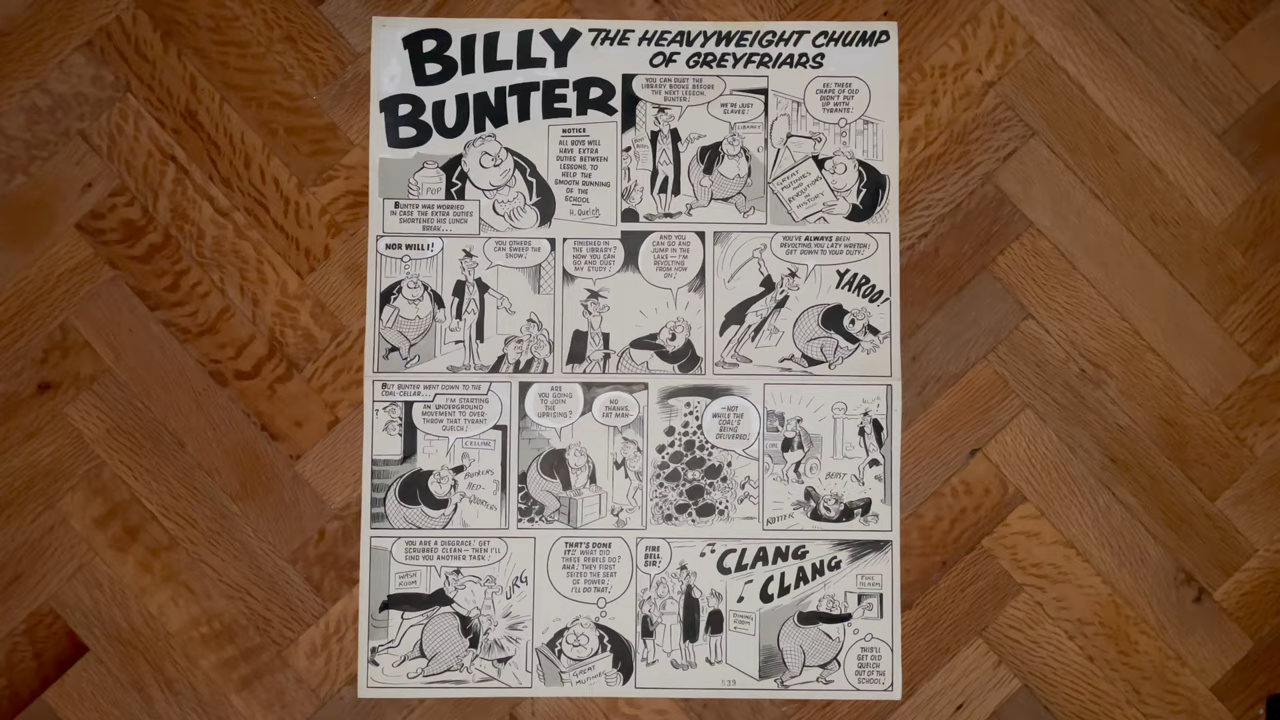 BILLY
BUNTER
THE HEAVYWEIGHT CHUMP
OF GREYFRIARS
POP
BUNTER WAS WORRIED
IN CASE THE EXTRA DUTIES
SHORTENED HIS LUNCH
BREAK...
NOTICE
ALL BOYS WILL
HAVE EXTRA
DUTIES BETWEEN
LESSONS, TO
HELP THE
SMOOTH RUNNING
OF THE
SCHOOL
H. Quelch
YOU CAN DUST THE
LIBRARY BOOKS BEFORE
THE NEXT LESSON,
BUNTER!
WE'RE JUST
SLAVES!
LIBRARY
EE! THESE
CHAPS OF OLD
DIDN'T PUT
UP WITH
TYRANTS!
GREAT
MUTINIES
AND
REVOLUTIONS
IN
HISTORY
NOR WILL I!
YOU OTHERS
CAN SWEEP THE
SNOW!
FINISHED IN
THE LIBRARY?
NOW YOU CAN
GO AND DUST
MY STUDY!
AND YOU
CAN GO AND
JUMP IN THE
LAKE — I'M
REVOLTING
FROM NOW
ON!
YOU'VE ALWAYS BEEN
REVOLTING, YOU LAZY WRETCH!
GET DOWN TO YOUR DUTY!
YAROO!
BUT BUNTER WENT DOWN TO THE
COAL-CELLAR...
I'M STARTING
AN UNDERGROUND
MOVEMENT TO OVER-
THROW THAT TYRANT
QUELCH!
CELLAR
BUNKERS
HED-
QUORTERS
ARE
YOU GOING
TO JOIN
THE
UPRISING?
NO
THANKS,
FAT MAN—
—NOT
WHILE THE
COAL'S
BEING
DELIVERED!
BEAST
ROTTER
YOU ARE A DISGRACE! GET
SCRUBBED CLEAN — THEN I'LL
FIND YOU ANOTHER TASK!
WASH
ROOM
URG
THAT'S DONE
IT!! WHAT DID
THESE REBELS DO?
AHA! THEY FIRST
SEIZED THE SEAT
OF POWER!
I'LL DO THAT!
GREAT
MUTINIES
FIRE
BELL,
SIR!
CLANG
CLANG
DINING
ROOM
FIRE
ALARM
THIS'LL
GET OLD
QUELCH
OUT OF THE
SCHOOL!